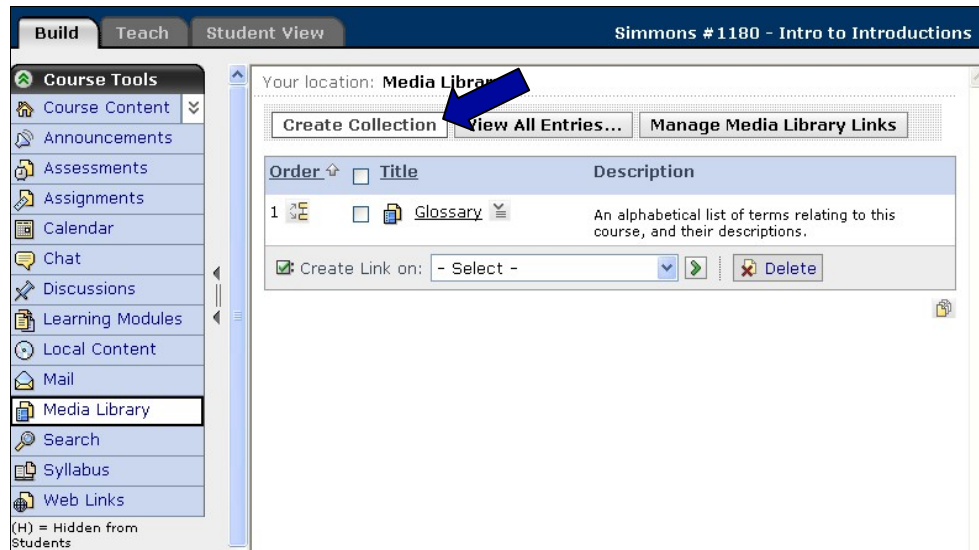 Build
Teach
Student View
Simmons #1180 - Intro to Introductions
Course Tools
Course Content
Announcements
Assessments
Assignments
Calendar
Chat
Discussions
Learning Modules
Local Content
Mail
Media Library
Search
Syllabus
Web Links
(H) = Hidden from
Students
Your location: Media Library
Create Collection
View All Entries...
Manage Media Library Links
Order
Title
Description
1
Glossary
An alphabetical list of terms relating to this
course, and their descriptions.
Create Link on:
- Select -
Delete